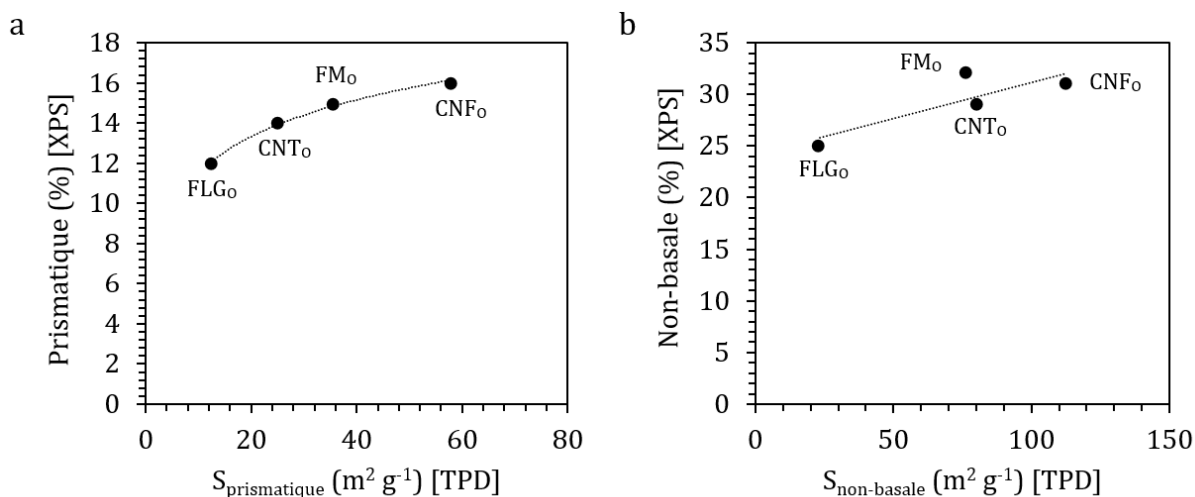 a
18
16
14
12
10
8
6
4
2
0
Prismatique (%) [XPS]
FLGO
CNTO
FMO
CNFO
0 20 40 60 80
Sprismatique (m2 g-1) [TPD]
b
35
30
25
20
15
10
5
0
Non-basale (%) [XPS]
FMO
CNFO
CNTO
FLGO
0 50 100 150
Snon-basale (m2 g-1) [TPD]